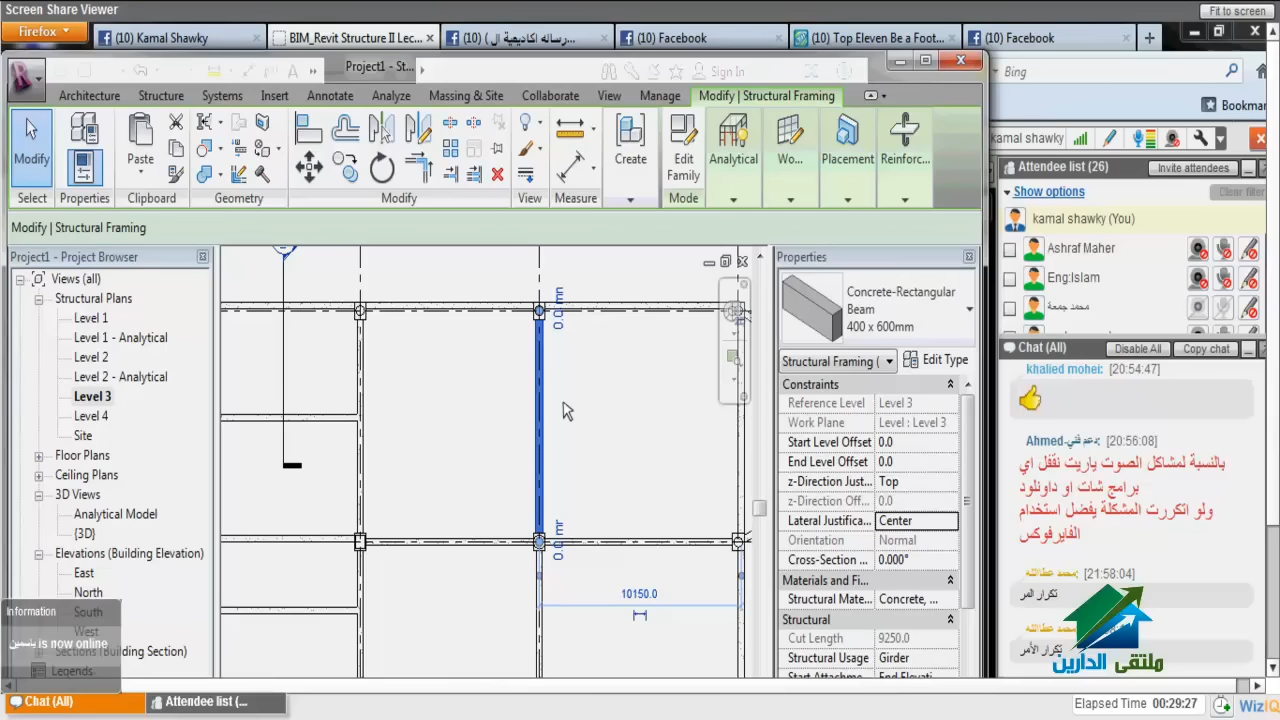 Screen Share Viewer
Fit to screen
Firefox
(10) Kamal Shawky
BIM_Revit Structure II Lec...
(10) رساله اكاديمية ال...
(10) Facebook
(10) Top Eleven Be a Foot...
(10) Facebook
Project1 - St...
Sign In
Bing
Bookmar
Architecture
Structure
Systems
Insert
Annotate
Analyze
Massing & Site
Collaborate
View
Manage
Modify | Structural Framing
Modify
Paste
Create
Edit
Family
Analytical
Wo...
Placement
Reinforc...
Select
Properties
Clipboard
Geometry
Modify
View
Measure
Mode
Modify | Structural Framing
Project1 - Project Browser
Views (all)
Structural Plans
Level 1
Level 1 - Analytical
Level 2
Level 2 - Analytical
Level 3
Level 4
Site
Floor Plans
Ceiling Plans
3D Views
Analytical Model
{3D}
Elevations (Building Elevation)
East
North
South
West
Sections (Building Section)
Legends
Information
ياسمين is now online
10150.0
Properties
Concrete-Rectangular
Beam
400 x 600mm
Structural Framing (
Edit Type
Constraints
Reference Level Level 3
Work Plane Level : Level 3
Start Level Offset 0.0
End Level Offset 0.0
z-Direction Just... Top
z-Direction Off... 0.0
Lateral Justifica... Center
Orientation Normal
Cross-Section ... 0.000°
Materials and Fi...
Structural Mate... Concrete, ...
Structural
Cut Length 9250.0
Structural Usage Girder
Start Attachme... End Elevati
kamal shawky
Attendee list (26)
Invite attendees
Show options
Clear filter
kamal shawky (You)
Ashraf Maher
Eng:Islam
محمد جمعة
Chat (All)
Disable All
Copy chat
khalied mohei: [20:54:47]
Ahmed-دعم فني: [20:56:08]
بالنسبة لمشاكل الصوت ياريت نقفل اي
برامج شات او داونلود
ولو اتكررت المشكلة يفضل استخدام
الفايرفوكس
محمد عطاالله: [21:58:04]
تكرار المر
محمد عطاالله:
تكرار الأمر
ملتقى الدارين
Chat (All)
Attendee list (...
Elapsed Time 00:29:27
WizIQ